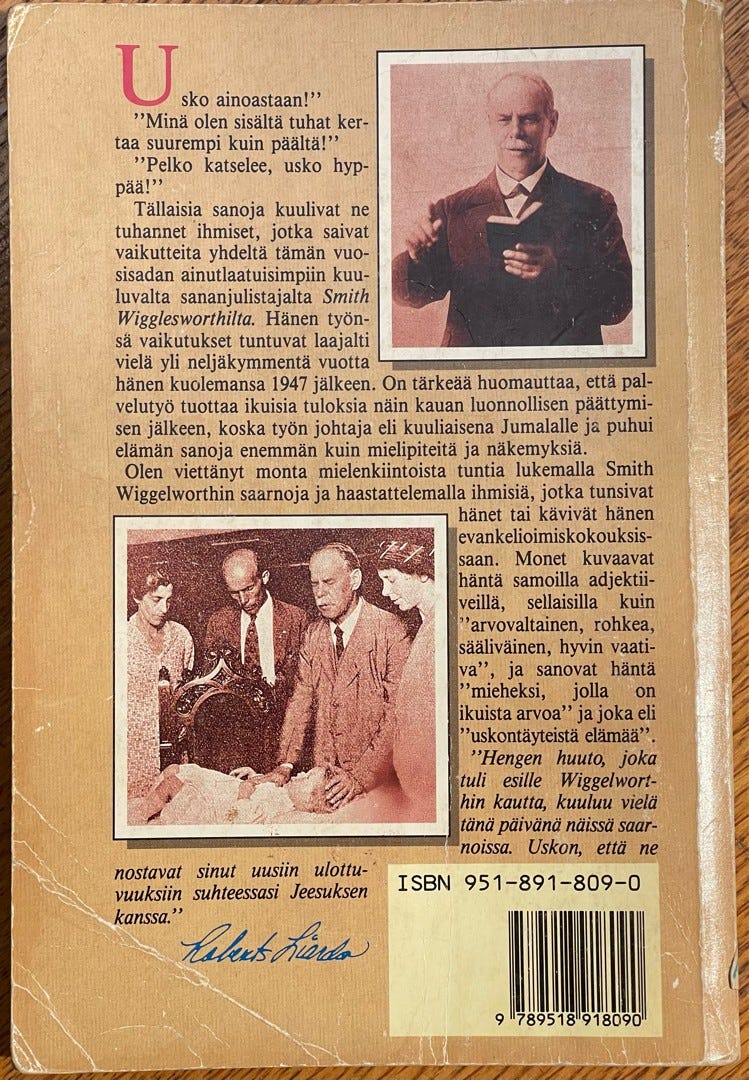 Usko ainoastaan!”
”Minä olen sisältä tuhat ker-
taa suurempi kuin päältä!”
”Pelko katselee, usko hyp-
pää!”
Tällaisia sanoja kuulivat ne
tuhannet ihmiset, jotka saivat
vaikutteita yhdeltä tämän vuo-
sisadan ainutlaatuisimpiin kuu-
luvalta sananjulistajalta Smith
Wigglesworthilta. Hänen työn-
sä vaikutukset tuntuvat laajalti
vielä yli neljäkymmentä vuotta
hänen kuolemansa 1947 jälkeen. On tärkeää huomauttaa, että pal-
velutyö tuottaa ikuisia tuloksia näin kauan luonnollisen päättymi-
sen jälkeen, koska työn johtaja eli kuuliaisena Jumalalle ja puhui
elämän sanoja enemmän kuin mielipiteitä ja näkemyksiä.
Olen viettänyt monta mielenkiintoista tuntia lukemalla Smith
Wiggelworthin saarnoja ja haastattelemalla ihmisiä, jotka tunsivat
hänet tai kävivät hänen
evankelioimiskokouksis-
saan. Monet kuvaavat
häntä samoilla adjektii-
veillä, sellaisilla kuin
”arvovaltainen, rohkea,
sääliväinen, hyvin vaati-
va”, ja sanovat häntä
”mieheksi, jolla on
ikuista arvoa” ja joka eli
”uskontäyteistä elämää”.
”Hengen huuto, joka
tuli esille Wiggelwort-
hin kautta, kuuluu vielä
tänä päivänä näissä saar-
noissa. Uskon, että ne
nostavat sinut uusiin ulottu-
vuuksiin suhteessasi Jeesuksen
kanssa.”
Roberts Liardon
ISBN 951-891-809-0
9 789518 918090